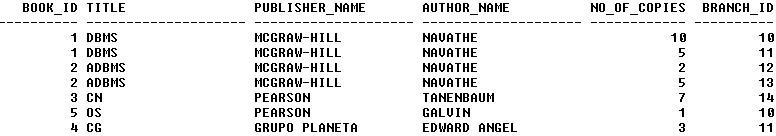 BOOK_ID TITLE PUBLISHER_NAME AUTHOR_NAME NO_OF_COPIES BRANCH_ID
1 DBMS MCGRAW-HILL NAVATHE 10 10
1 DBMS MCGRAW-HILL NAVATHE 5 11
2 ADBMS MCGRAW-HILL NAVATHE 2 12
2 ADBMS MCGRAW-HILL NAVATHE 5 13
3 CN PEARSON TANENBAUM 7 14
5 OS PEARSON GALVIN 1 10
4 CG GRUPO PLANETA EDWARD ANGEL 3 11